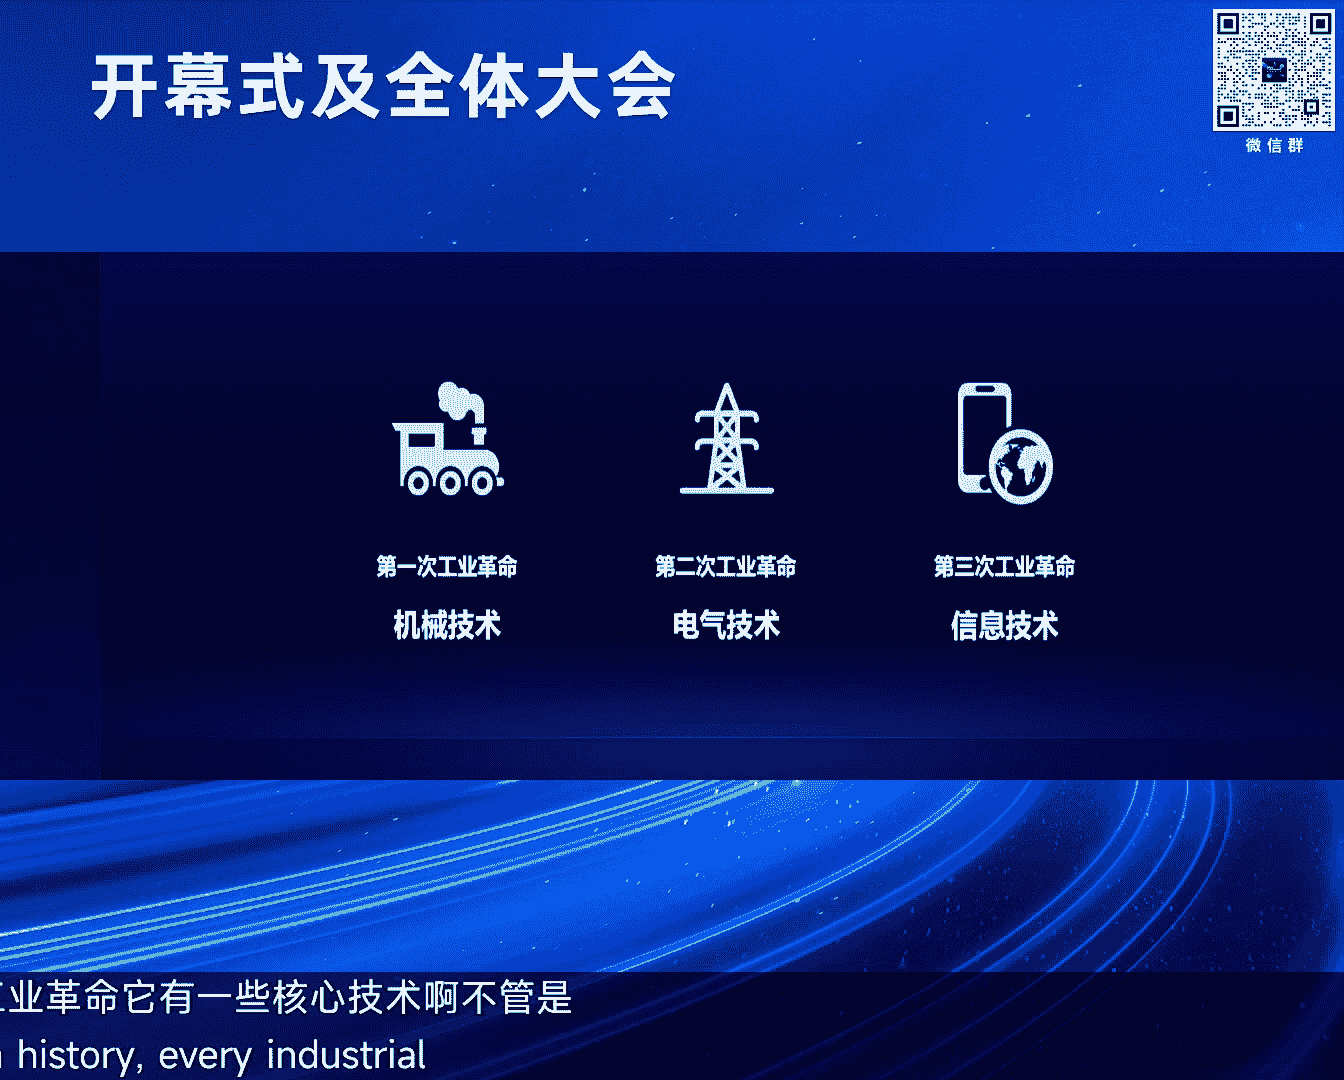 开幕式及全体大会
微信群
第一次工业革命
机械技术
第二次工业革命
电气技术
第三次工业革命
信息技术
工业革命它有一些核心技术啊不管是
history, every industrial